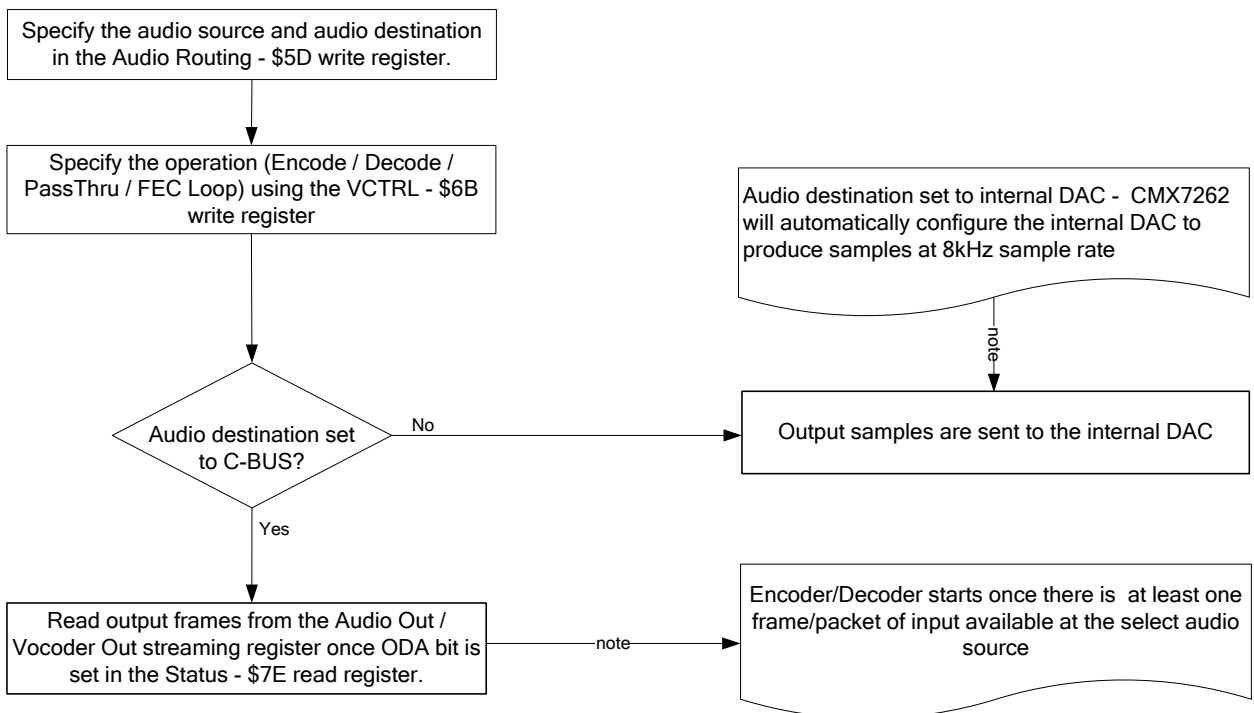 Specify the audio source and audio destination
in the Audio Routing - $5D write register.
Specify the operation (Encode / Decode /
PassThru / FEC Loop) using the VCTRL - $6B
write register
Audio destination set to internal DAC - CMX7262
will automatically configure the internal DAC to
produce samples at 8kHz sample rate
note
Audio destination set
to C-BUS?
No
Output samples are sent to the internal DAC
Yes
Read output frames from the Audio Out /
Vocoder Out streaming register once ODA bit is
set in the Status - $7E read register.
note
Encoder/Decoder starts once there is at least one
frame/packet of input available at the select audio
source